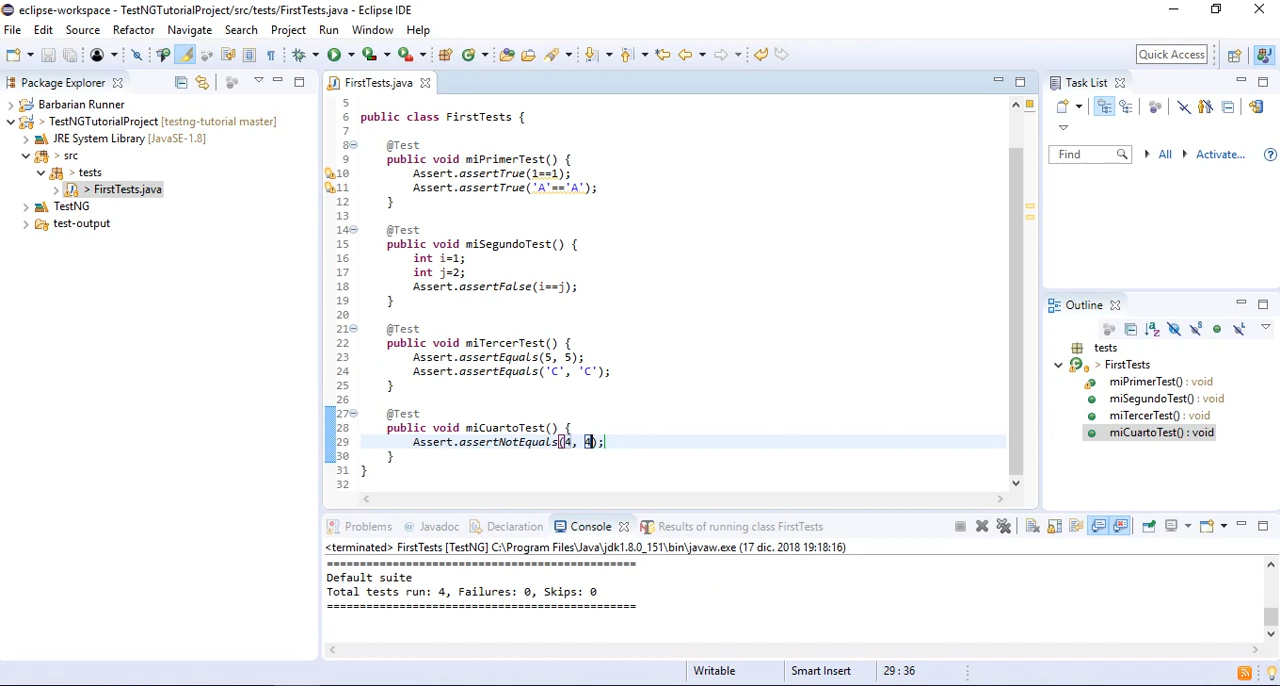 eclipse-workspace - TestNGTutorialProject/src/tests/FirstTests.java - Eclipse IDE
File Edit Source Refactor Navigate Search Project Run Window Help
Quick Access
Package Explorer
FirstTests.java
Task List
Barbarian Runner
> TestNGTutorialProject [testng-tutorial master]
JRE System Library [JavaSE-1.8]
> src
> tests
> FirstTests.java
TestNG
test-output
5
6 public class FirstTests {
7
8 @Test
9 public void miPrimerTest() {
10 Assert.assertTrue(1==1);
11 Assert.assertTrue('A'=='A');
12 }
13
14 @Test
15 public void miSegundoTest() {
16 int i=1;
17 int j=2;
18 Assert.assertFalse(i==j);
19 }
20
21 @Test
22 public void miTercerTest() {
23 Assert.assertEquals(5, 5);
24 Assert.assertEquals('C', 'C');
25 }
26
27 @Test
28 public void miCuartoTest() {
29 Assert.assertNotEquals(4, 4);
30 }
31 }
32
Find All Activate...
Outline
tests
> FirstTests
miPrimerTest() : void
miSegundoTest() : void
miTercerTest() : void
miCuartoTest() : void
Problems @ Javadoc Declaration Console Results of running class FirstTests
<terminated> FirstTests [TestNG] C:\Program Files\Java\jdk1.8.0_151\bin\javaw.exe (17 dic. 2018 19:18:16)
===============================================
Default suite
Total tests run: 4, Failures: 0, Skips: 0
===============================================
Writable Smart Insert 29 : 36